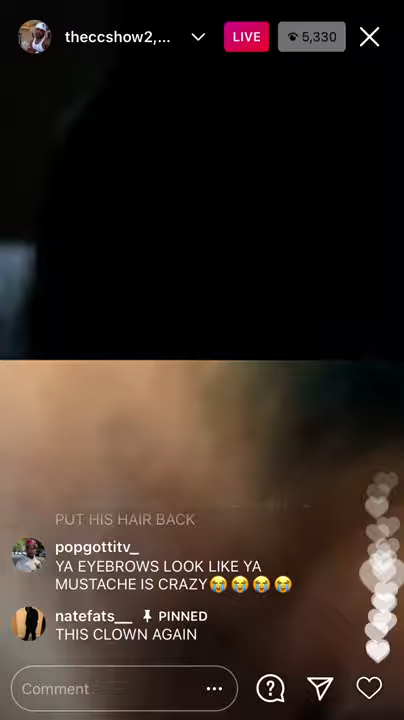 theccshow2,...
LIVE
5,330
PUT HIS HAIR BACK
popgottitv_
YA EYEBROWS LOOK LIKE YA
MUSTACHE IS CRAZY😭😭😭😭
natefats__ PINNED
THIS CLOWN AGAIN
Comment